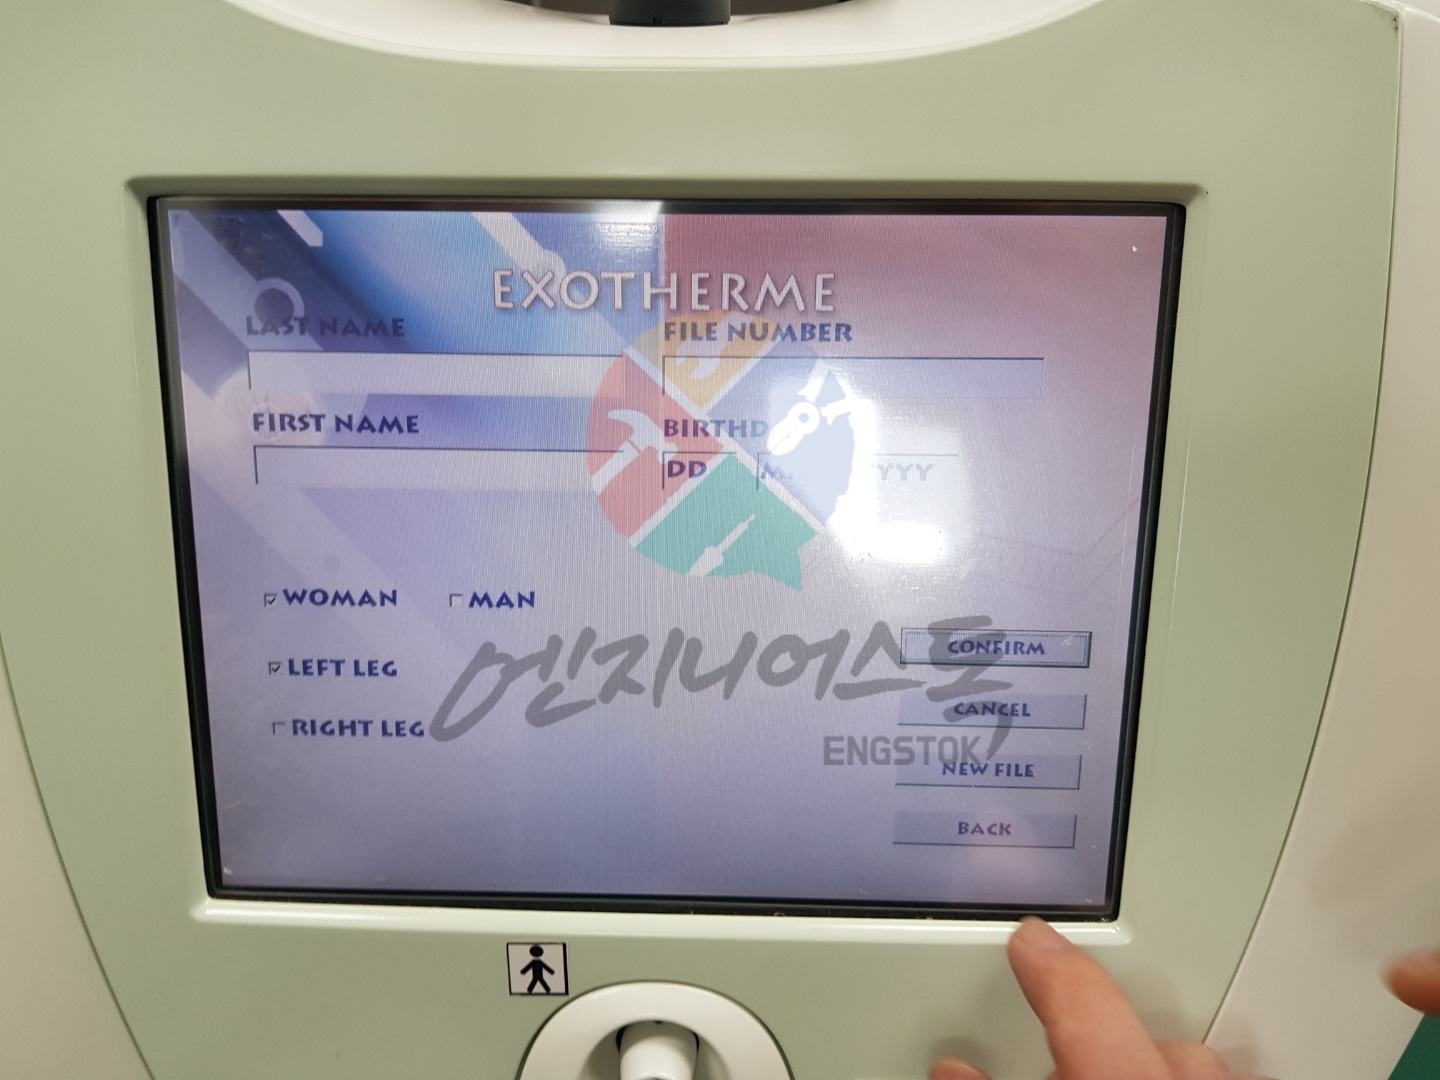 EXOTHERME
LAST NAME
FILE NUMBER
FIRST NAME
DD
YYY
WOMAN
MAN
LEFT LEG
RIGHT LEG
CONFIRM
CANCEL
NEW FILE
BACK
엔지니어스톡
ENGSTOK